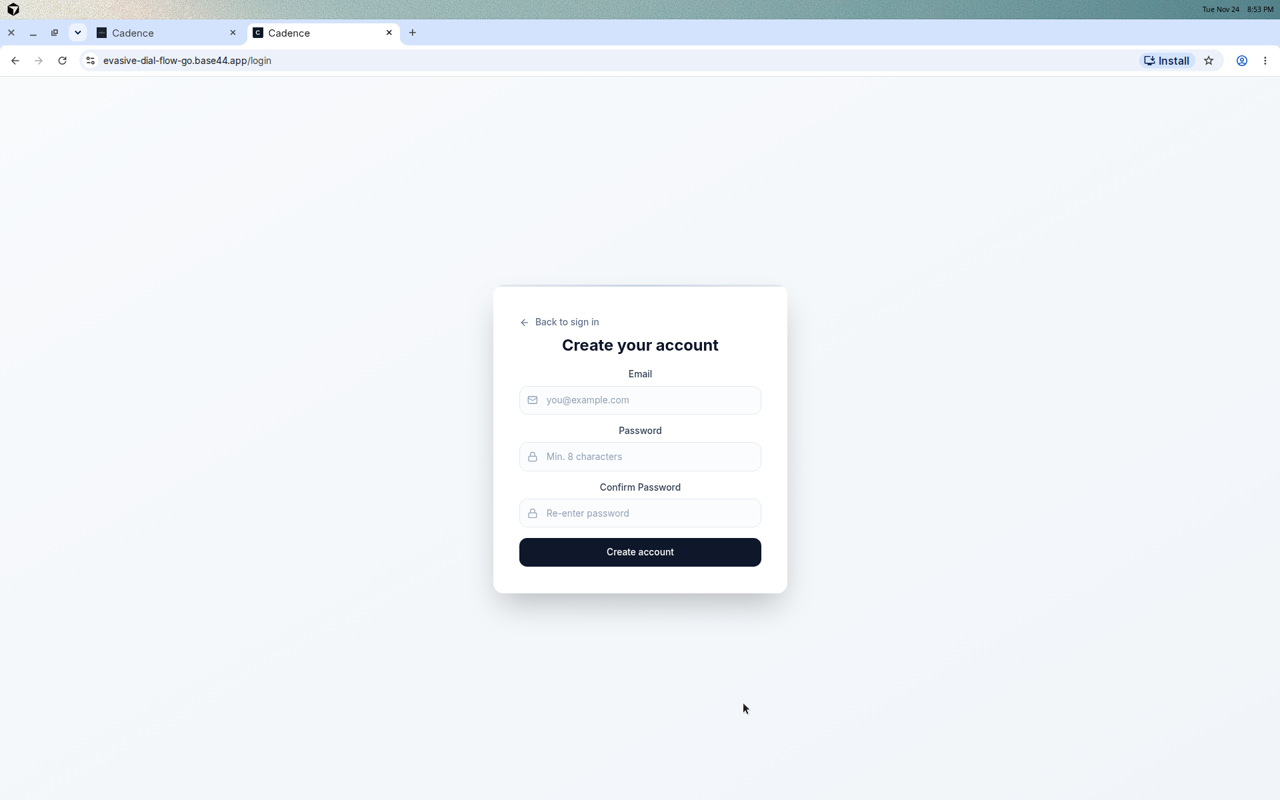 Tue Nov 24 8:53 PM
Cadence
C Cadence
evasive-dial-flow-go.base44.app/login
Install
Back to sign in
Create your account
Email
you@example.com
Password
Min. 8 characters
Confirm Password
Re-enter password
Create account